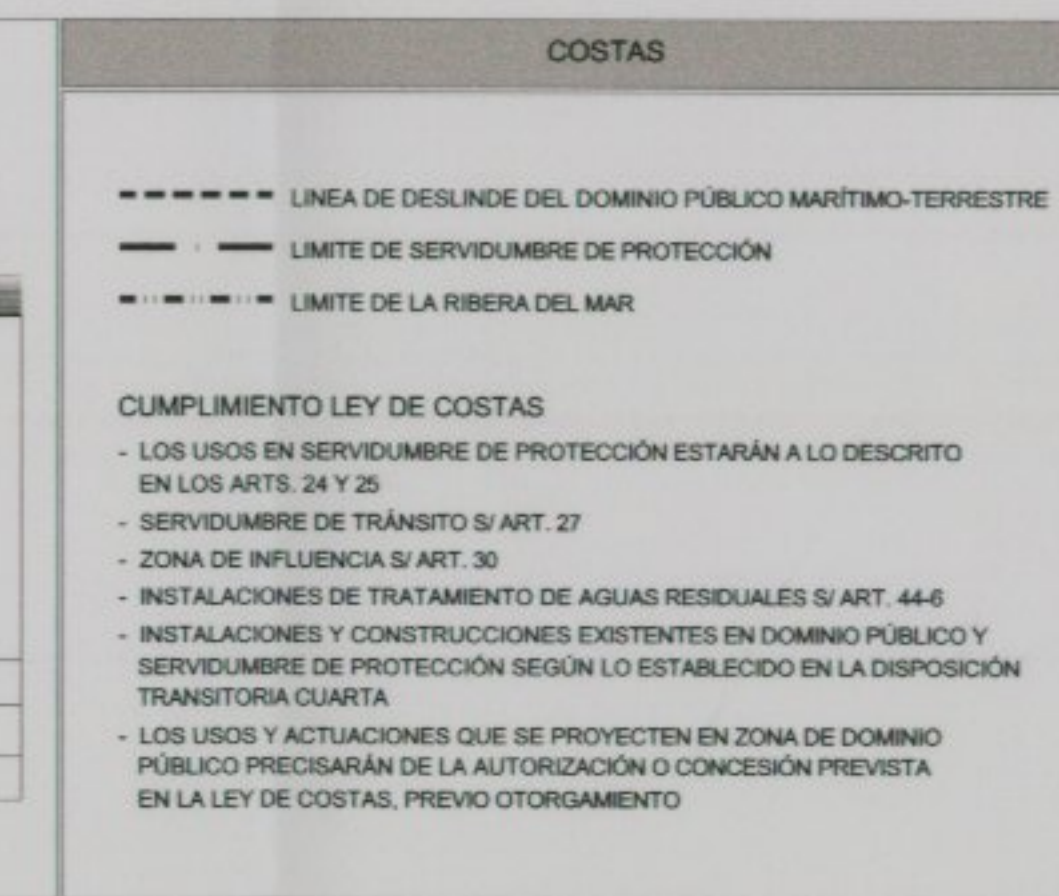 COSTAS
LINEA DE DESLINDE DEL DOMINIO PÚBLICO MARÍTIMO-TERRESTRE
LIMITE DE SERVIDUMBRE DE PROTECCIÓN
LIMITE DE LA RIBERA DEL MAR
CUMPLIMIENTO LEY DE COSTAS
- LOS USOS EN SERVIDUMBRE DE PROTECCIÓN ESTARÁN A LO DESCRITO
EN LOS ARTS. 24 Y 25
- SERVIDUMBRE DE TRÁNSITO S/ ART. 27
- ZONA DE INFLUENCIA S/ ART. 30
- INSTALACIONES DE TRATAMIENTO DE AGUAS RESIDUALES S/ ART. 44-6
- INSTALACIONES Y CONSTRUCCIONES EXISTENTES EN DOMINIO PÚBLICO Y
SERVIDUMBRE DE PROTECCIÓN SEGÚN LO ESTABLECIDO EN LA DISPOSICIÓN
TRANSITORIA CUARTA
- LOS USOS Y ACTUACIONES QUE SE PROYECTEN EN ZONA DE DOMINIO
PÚBLICO PRECISARÁN DE LA AUTORIZACIÓN O CONCESIÓN PREVISTA
EN LA LEY DE COSTAS, PREVIO OTORGAMIENTO